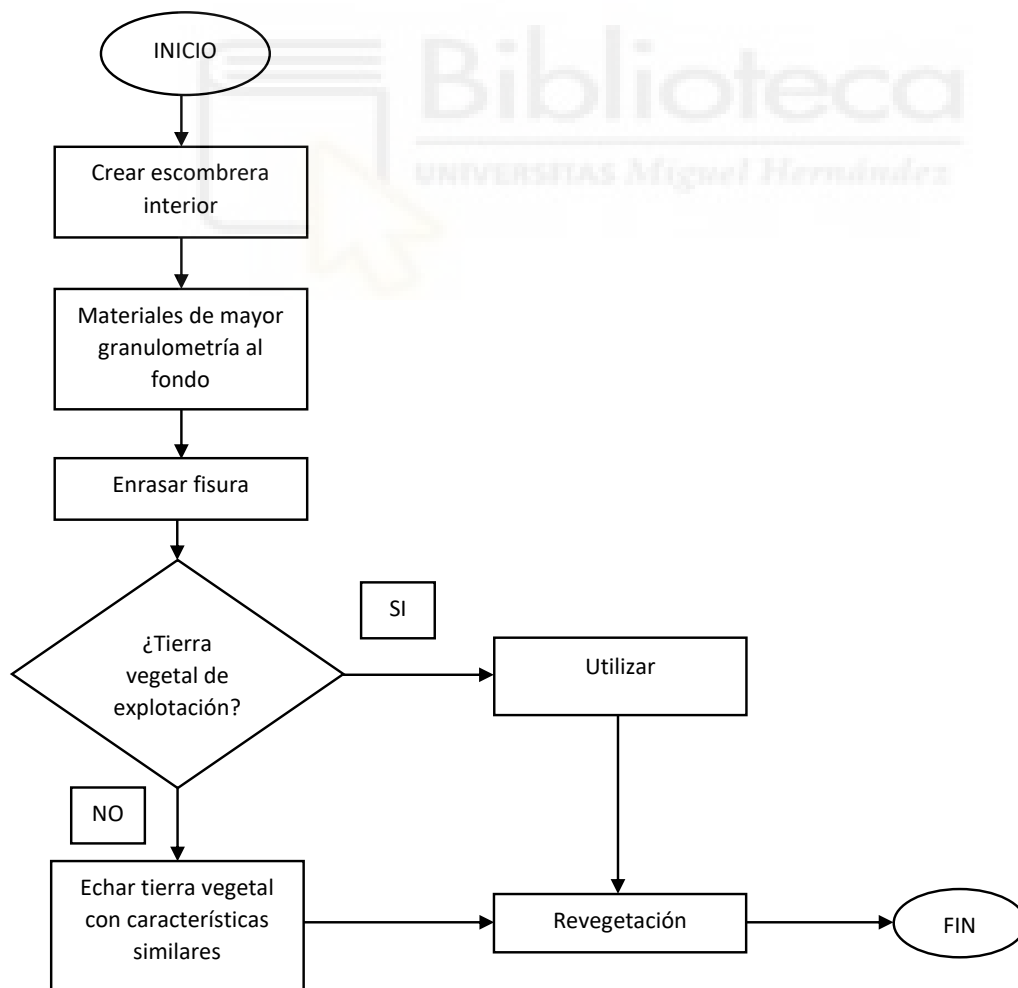 Biblioteca
UNIVERSITAS Miguel Hernández
INICIO
Crear escombrera
interior
Materiales de mayor
granulometría al
fondo
Enrasar fisura
¿Tierra
vegetal de
explotación?
SI
Utilizar
NO
Echar tierra vegetal
con características
similares
Revegetación
FIN